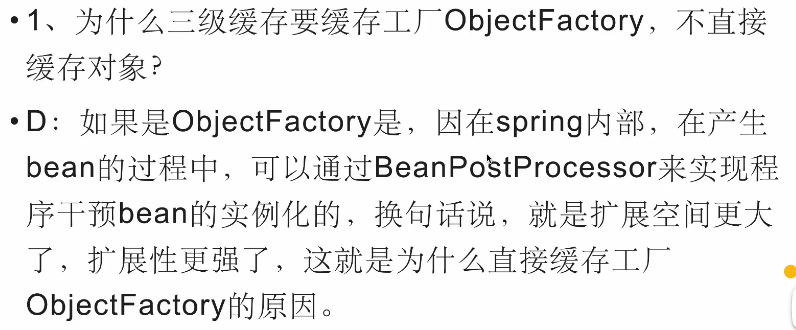 •1、为什么三级缓存要缓存工厂ObjectFactory，不直接
缓存对象？
•D：如果是ObjectFactory是，因在spring内部，在产生
bean的过程中，可以通过BeanPostProcessor来实现程
序干预bean的实例化的，换句话说，就是扩展空间更大
了，扩展性更强了，这就是为什么直接缓存工厂
ObjectFactory的原因。